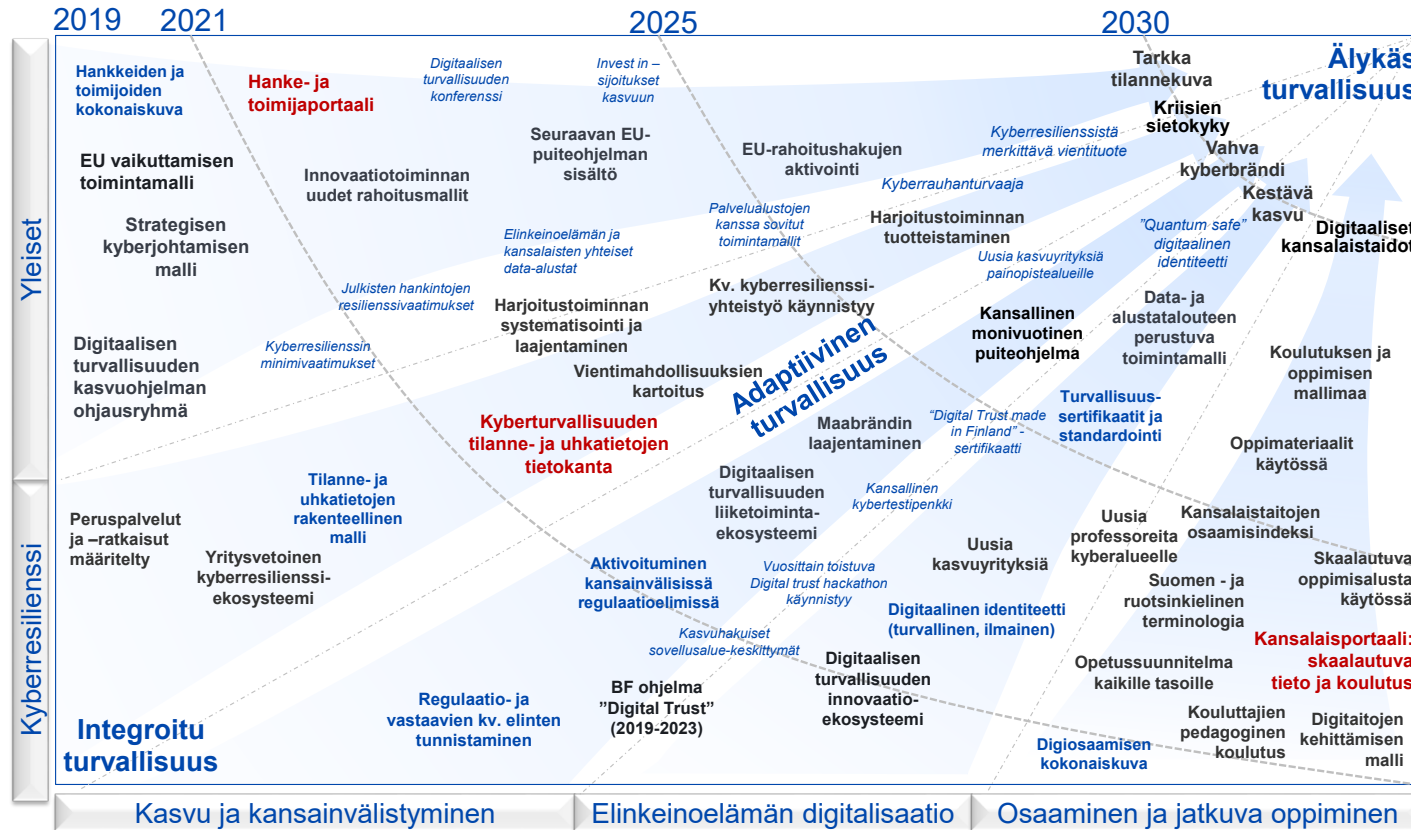 2019
2021
2025
2030
Yleiset
Kyberresilienssi
Hankkeiden ja
toimijoiden
kokonaiskuva
Hanke- ja
toimijaportaali
Digitaalisen
turvallisuuden
konferenssi
Invest in –
sijoitukset
kasvuun
Tarkka
tilannekuva
Älykäs
turvallisuus
Kriisien
sietokyky
EU vaikuttamisen
toimintamalli
Innovaatiotoiminnan
uudet rahoitusmallit
Seuraavan EU-
puiteohjelman
sisältö
EU-rahoitushakujen
aktivointi
Kyberresilienssistä
merkittävä vientituote
Vahva
kyberbrändi
Kyberrauhanturvaaja
Kestävä
kasvu
Strategisen
kyberjohtamisen
malli
Elinkeinoelämän ja
kansalaisten yhteiset
data-alustat
Palvelualustojen
kanssa sovitut
toimintamallit
Harjoitustoiminnan
tuotteistaminen
"Quantum safe"
digitaalinen
identiteetti
Digitaaliset
kansalaistaidot
Uusia kasvuyrityksiä
painopistealueille
Julkisten hankintojen
resilienssivaatimukset
Harjoitustoiminnan
systematisointi ja
laajentaminen
Kv. kyberresilienssi-
yhteistyö käynnistyy
Kansallinen
monivuotinen
puiteohjelma
Data- ja
alustatalouteen
perustuva
toimintamalli
Digitaalisen
turvallisuuden
kasvuohjelman
ohjausryhmä
Kyberresilienssin
minimivaatimukset
Vientimahdollisuuksien
kartoitus
Adaptiivinen
turvallisuus
Koulutuksen ja
oppimisen
mallimaa
Kyberturvallisuuden
tilanne- ja uhkatietojen
tietokanta
Maabrändin
laajentaminen
“Digital Trust made
in Finland” -
sertifikaatti
Turvallisuus-
sertifikaatit ja
standardointi
Oppimateriaalit
käytössä
Tilanne- ja
uhkatietojen
rakenteellinen
malli
Digitaalisen
turvallisuuden
liiketoiminta-
ekosysteemi
Kansallinen
kybertestipenkki
Peruspalvelut
ja –ratkaisut
määritelty
Yritysvetoinen
kyberresilienssi-
ekosysteemi
Aktivoituminen
kansainvälisissä
regulaatioelimissä
Vuosittain toistuva
Digital trust hackathon
käynnistyy
Uusia
kasvuyrityksiä
Uusia
professoreita
kyberalueelle
Kansalaistaitojen
osaamisindeksi
Skaalautuva
oppimisalusta
käytössä
Suomen - ja
ruotsinkielinen
terminologia
Digitaalinen identiteetti
(turvallinen, ilmainen)
Kasvuhakuiset
sovellusalue-keskittymät
Kansalaisportaali:
skaalautuva
tieto ja koulutus
Opetussuunnitelma
kaikille tasoille
Integroitu
turvallisuus
Regulaatio- ja
vastaavien kv. elinten
tunnistaminen
BF ohjelma
”Digital Trust”
(2019-2023)
Digitaalisen
turvallisuuden
innovaatio-
ekosysteemi
Digiosaamisen
kokonaiskuva
Kouluttajien
pedagoginen
koulutus
Digitaitojen
kehittämisen
malli
Kasvu ja kansainvälistyminen
Elinkeinoelämän digitalisaatio
Osaaminen ja jatkuva oppiminen